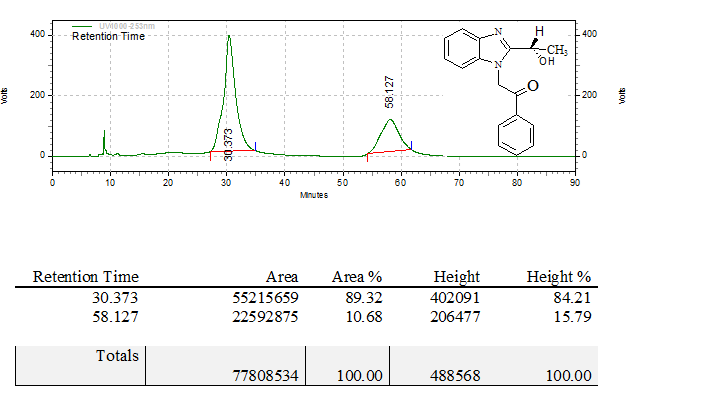 UV4000-253nm
Retention Time
400
200
0
Volts
30.373
58.127
400
200
0
Volts
0 10 20 30 40 50 60 70 80 90
Minutes
N
H
CH3
OH
N
O
Retention Time Area Area % Height Height %
30.373 55215659 89.32 402091 84.21
58.127 22592875 10.68 206477 15.79
Totals
77808534 100.00 488568 100.00